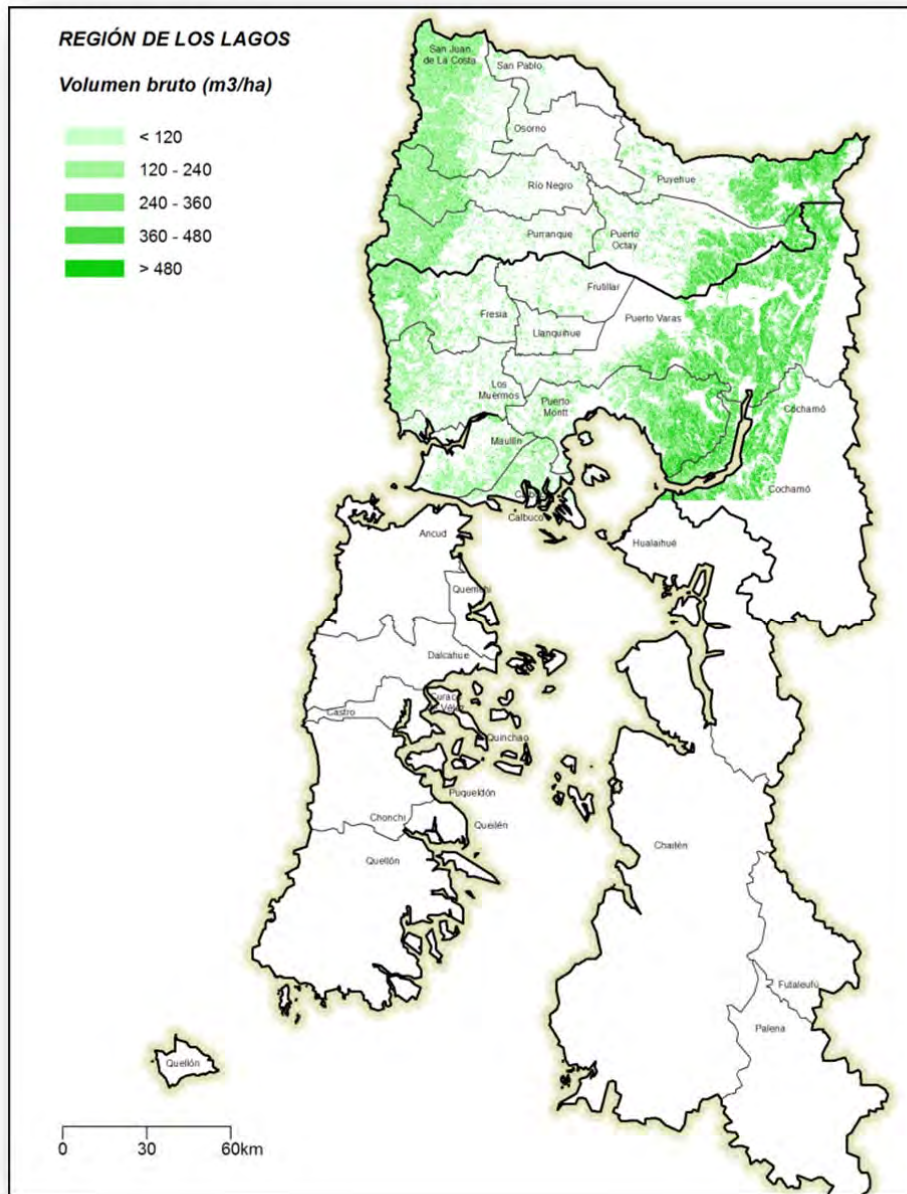 REGIÓN DE LOS LAGOS
Volumen bruto (m3/ha)
< 120
120 - 240
240 - 360
360 - 480
> 480
San Juan
de La Costa
San Pablo
Osorno
Río Negro
Puyehue
Purranque
Puerto
Octay
Frutillar
Fresia
Puerto Varas
Llanquihue
Los
Muermos
Puerto
Montt
Cochamó
Maullín
Cochamó
Calbuco
Ancud
Hualaihué
Quemchi
Dalcahue
Curaco
de Vélez
Castro
Quinchao
Puqueldón
Chonchi
Queilén
Quellón
Chaitén
Futaleufú
Palena
Quellón
0 30 60km